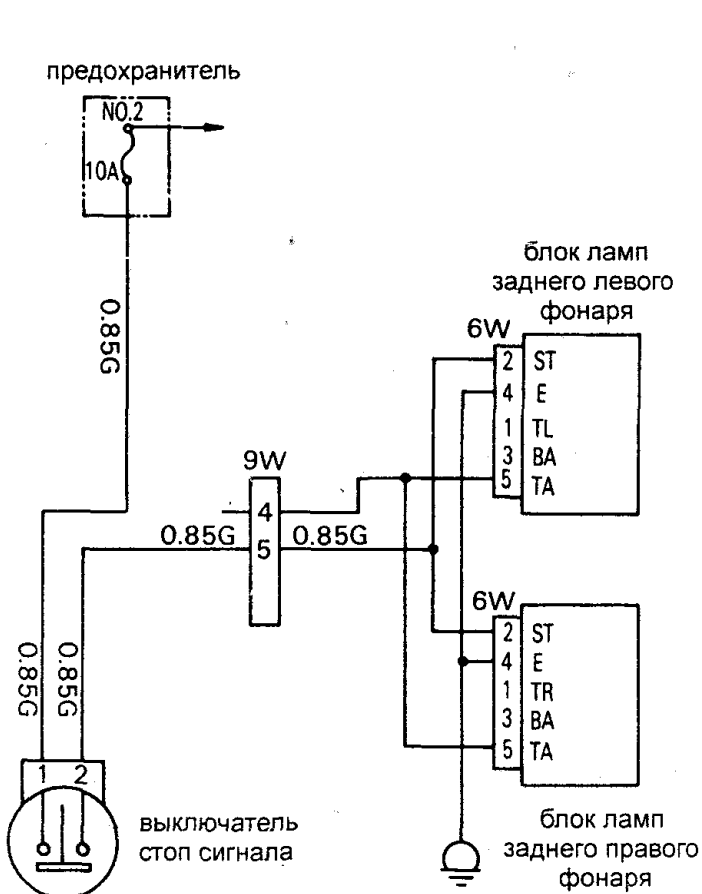 предохранитель
NO.2
10A
0.85G
блок ламп
заднего левого
фонаря
6W
2 ST
4 E
1 TL
3 BA
5 TA
9W
4
0.85G 5 0.85G
6W
2 ST
4 E
1 TR
3 BA
5 TA
0.85G
0.85G
1 2
выключатель
стоп сигнала
блок ламп
заднего правого
фонаря